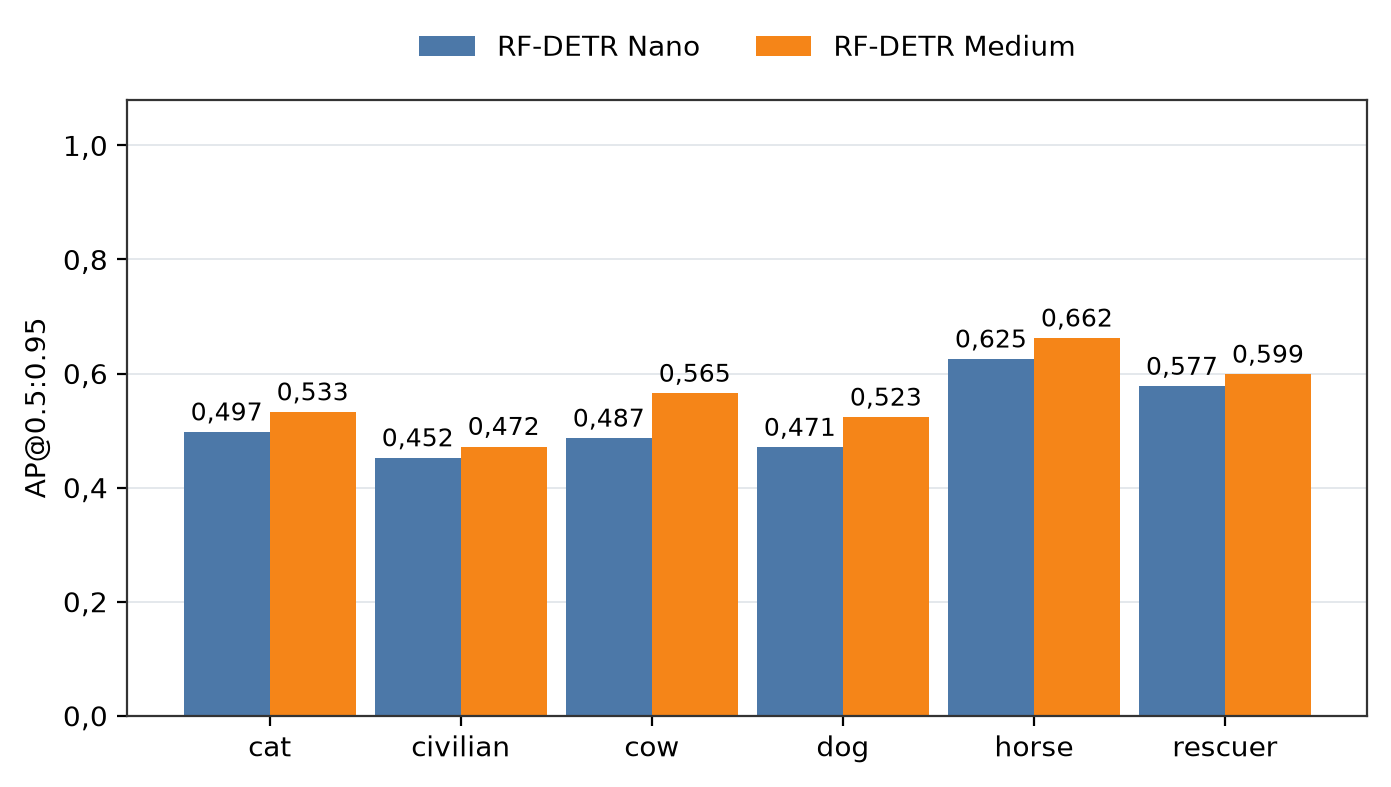 RF-DETR Nano RF-DETR Medium
AP@0.5:0.95
1,0
0,8
0,6
0,4
0,2
0,0
0,497 0,533 0,452 0,472 0,487 0,565 0,471 0,523 0,625 0,662 0,577 0,599
cat civilian cow dog horse rescuer